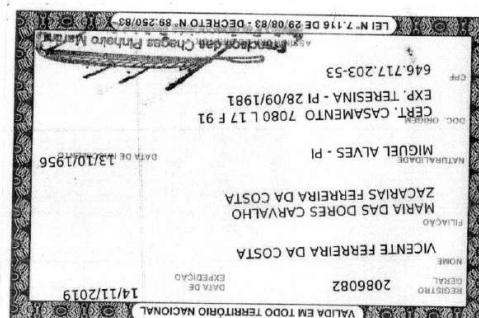 VALIDA EM TODO TERRITÓRIO NACIONAL
REGISTRO GERAL 2086082 DATA DE EXPEDIÇÃO 14/11/2019
NOME
VICENTE FERREIRA DA COSTA
FILIAÇÃO
MARIA DAS DORES CARVALHO
ZACARIAS FERREIRA DA COSTA
NATURALIDADE DATA DE NASCIMENTO
MIGUEL ALVES - PI 13/10/1956
DOC. ORIGEM
CERT. CASAMENTO 7080 L 17 F 91
EXP. TERESINA - PI 28/09/1981
CPF 646.717.203-53
das Chagas Pinheiro
LEI Nº 7.116 DE 29/08/83 - DECRETO Nº 89.250/83